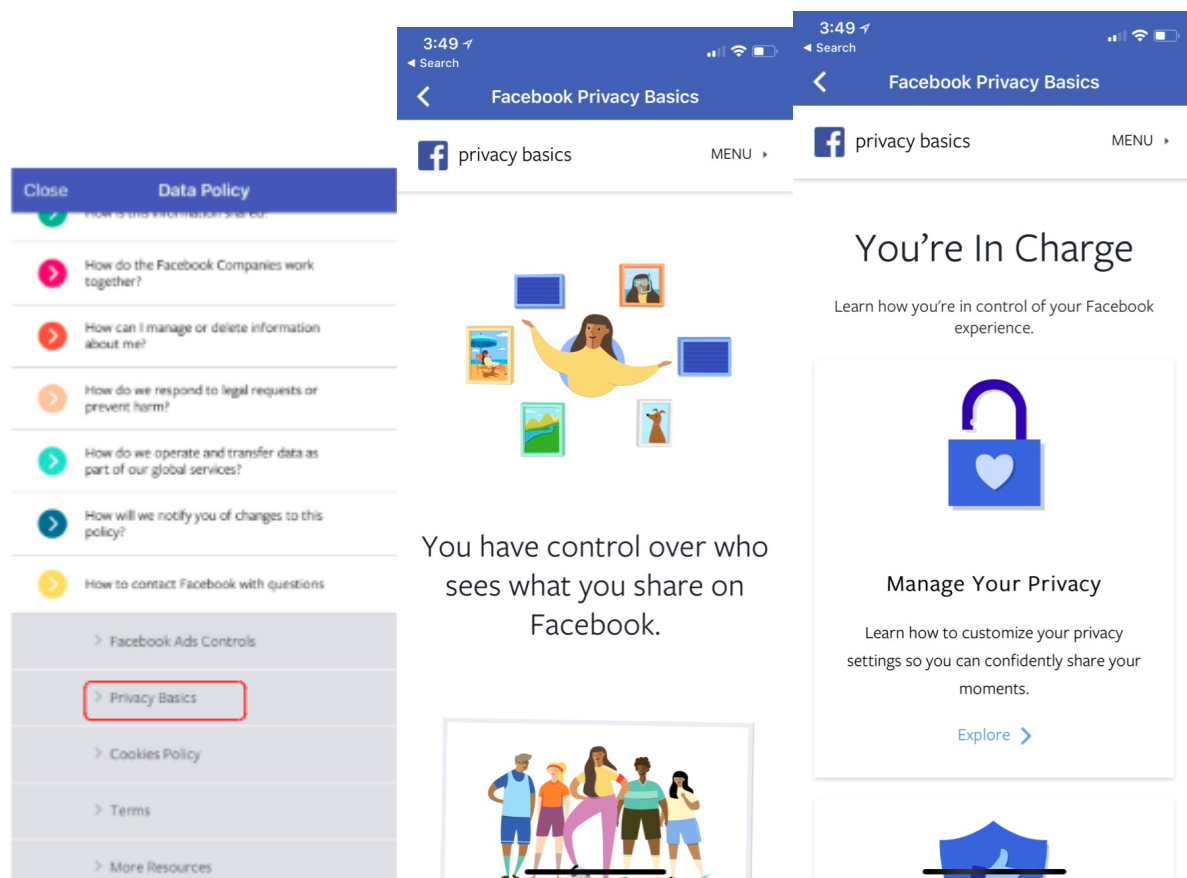 Close
Data Policy
How is this information shared?
How do the Facebook Companies work
together?
How can I manage or delete information
about me?
How do we respond to legal requests or
prevent harm?
How do we operate and transfer data as
part of our global services?
How will we notify you of changes to this
policy?
How to contact Facebook with questions
Facebook Ads Controls
Privacy Basics
Cookies Policy
Terms
More Resources
3:49
Search
Facebook Privacy Basics
privacy basics
MENU
You have control over who
sees what you share on
Facebook.
3:49
Search
Facebook Privacy Basics
privacy basics
MENU
You’re In Charge
Learn how you’re in control of your Facebook
experience.
Manage Your Privacy
Learn how to customize your privacy
settings so you can confidently share your
moments.
Explore